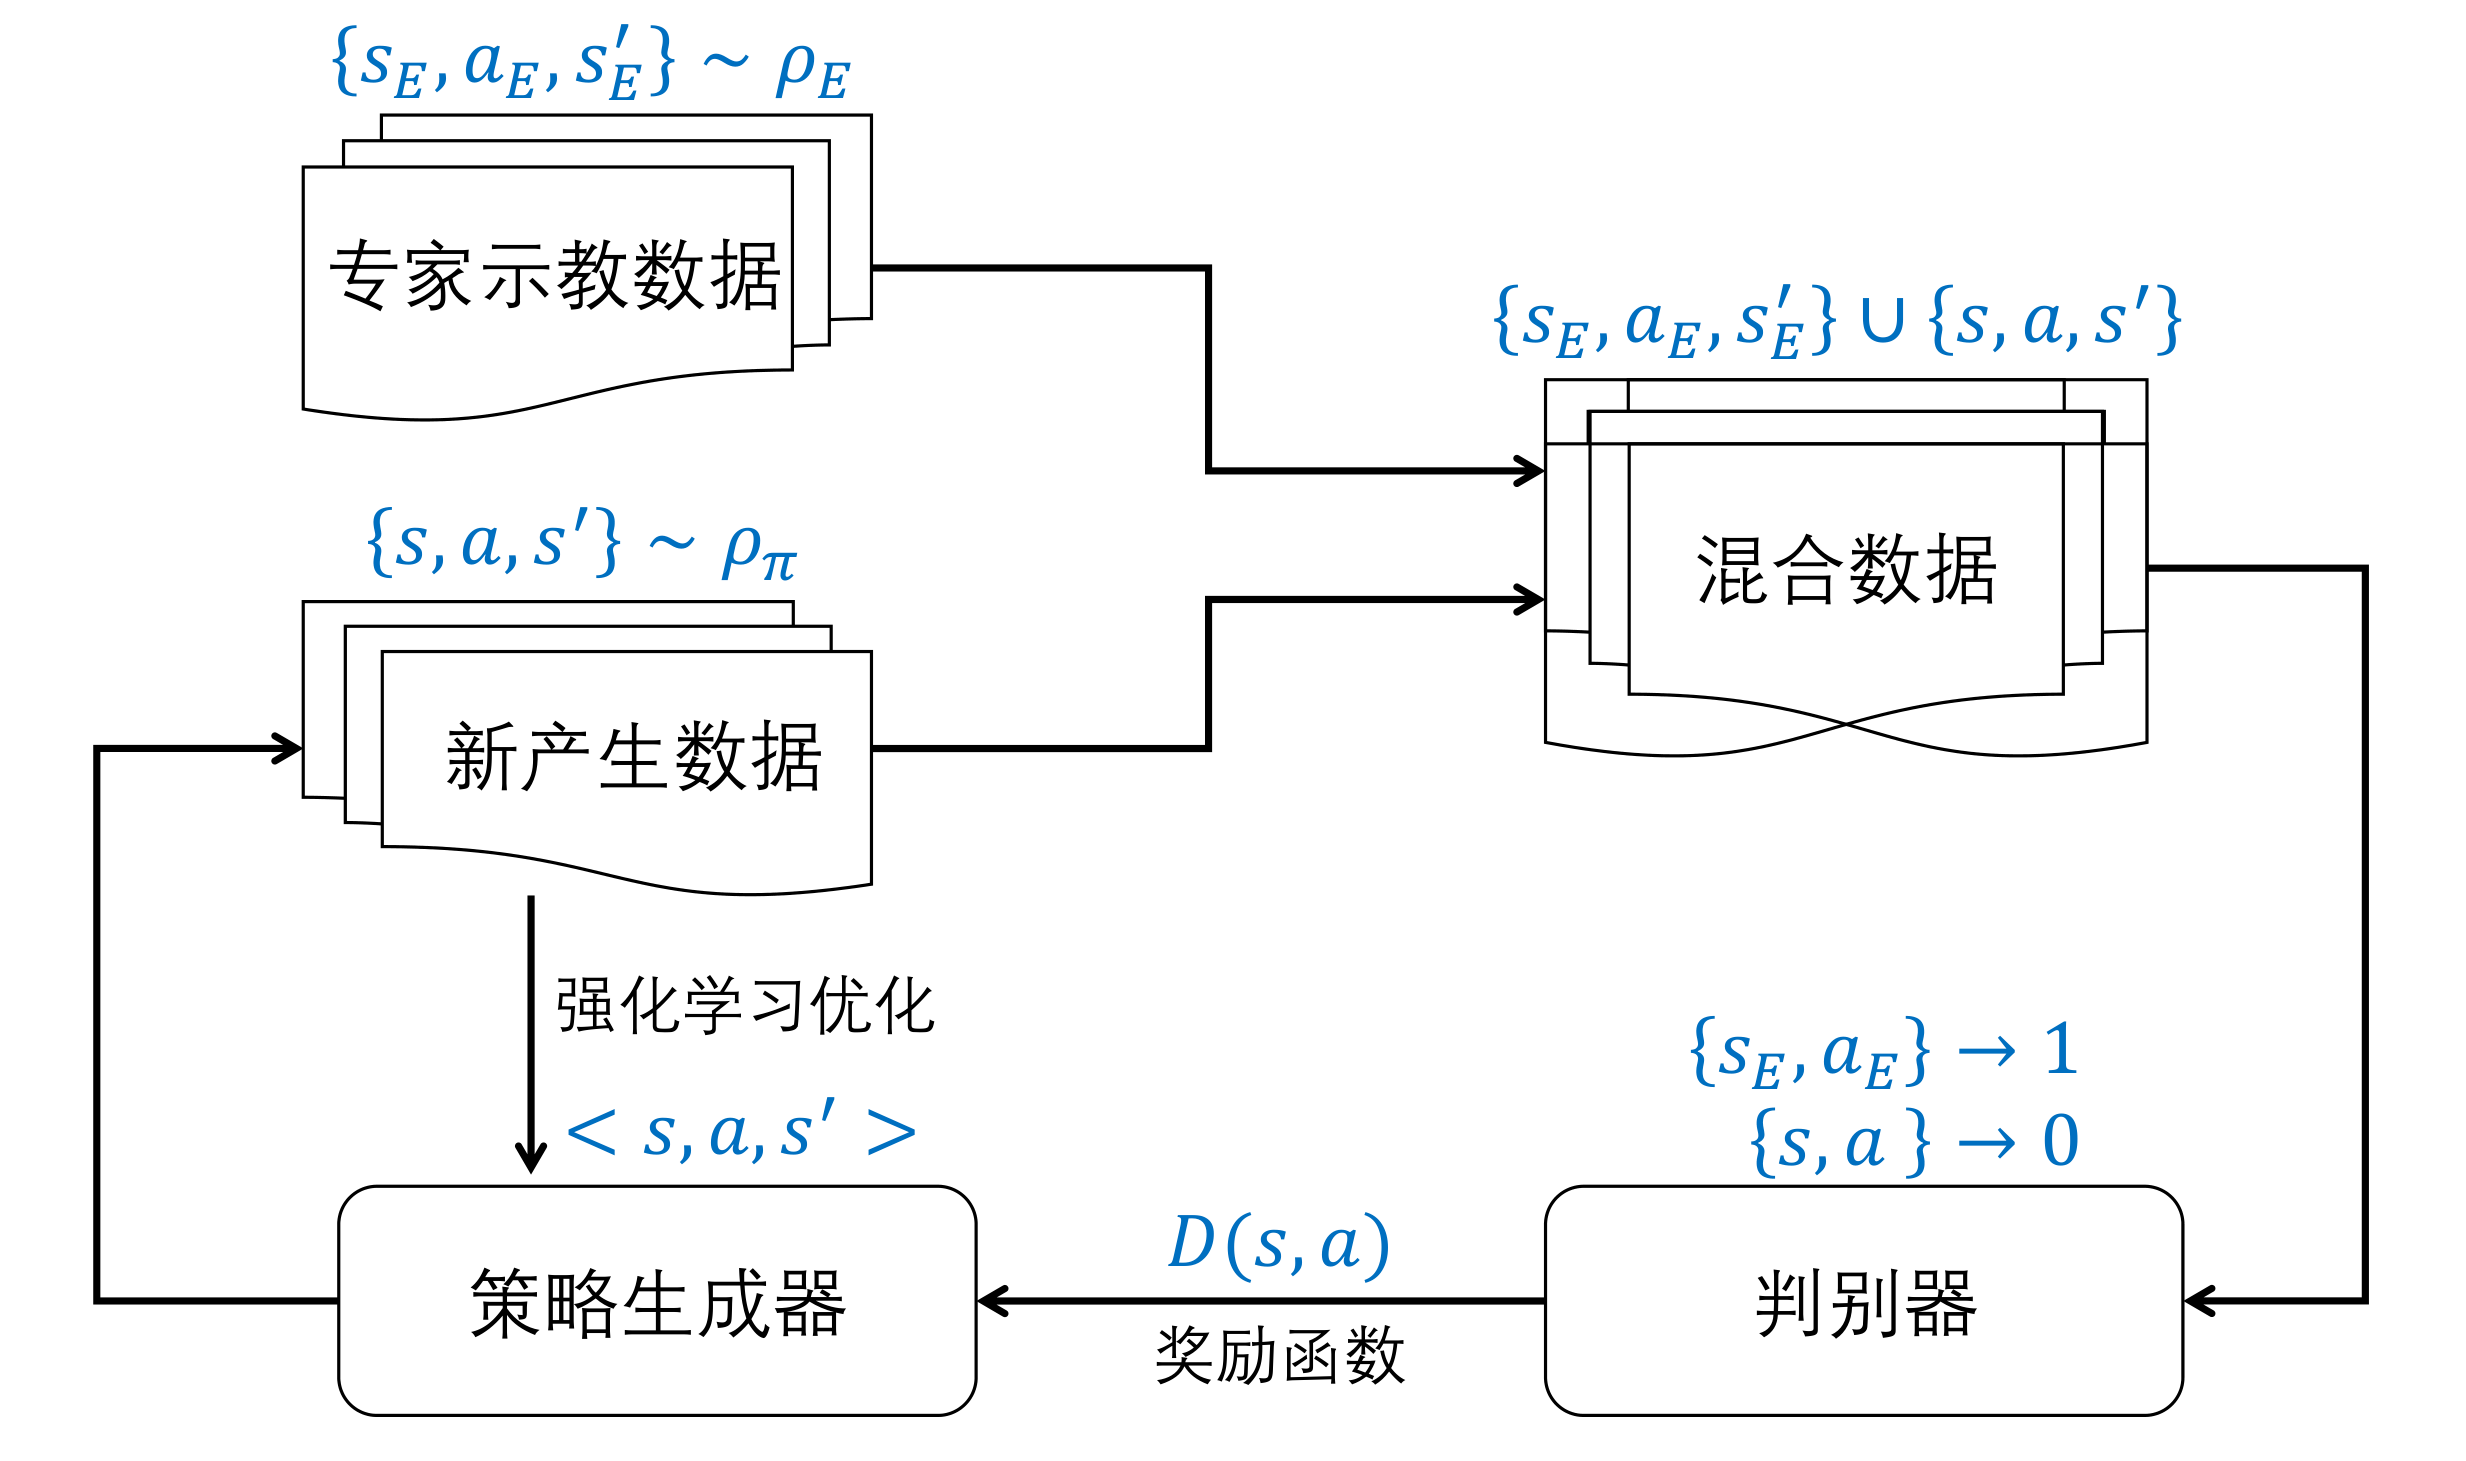 {s_E, a_E, s′_E} ~ ρ_E
专家示教数据
{s_E, a_E, s′_E} ∪ {s, a, s′}
混合数据
{s, a, s′} ~ ρ_π
新产生数据
强化学习优化
< s, a, s′ >
{s_E, a_E} → 1
{s, a } → 0
策略生成器
D(s, a)
奖励函数
判别器